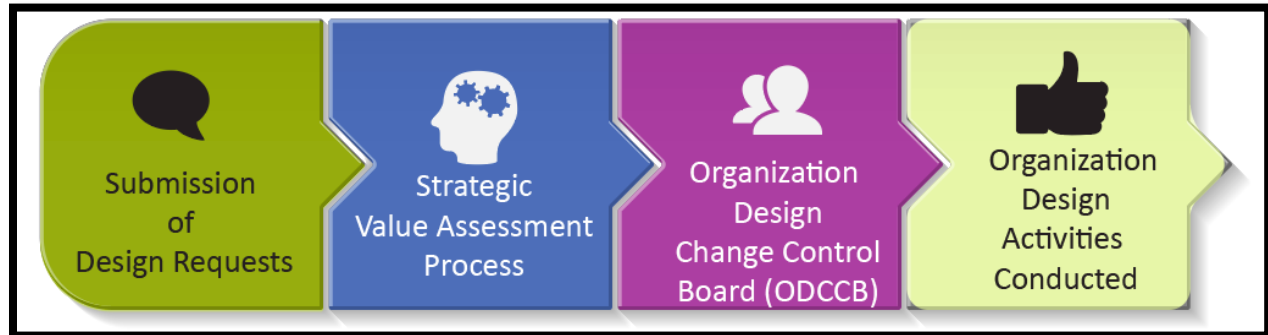 Submission
of
Design Requests
Strategic
Value Assessment
Process
Organization
Design
Change Control
Board (ODCCB)
Organization
Design
Activities
Conducted